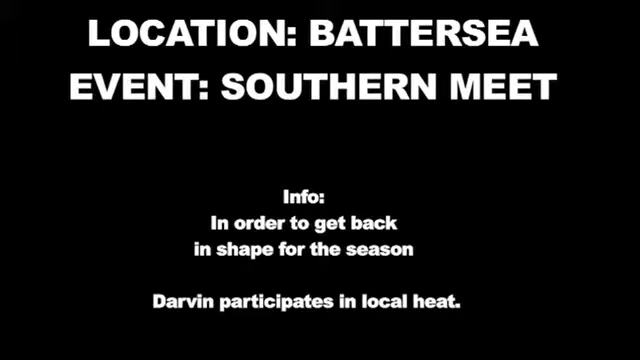 LOCATION: BATTERSEA
EVENT: SOUTHERN MEET
Info:
In order to get back
in shape for the season
Darvin participates in local heat.